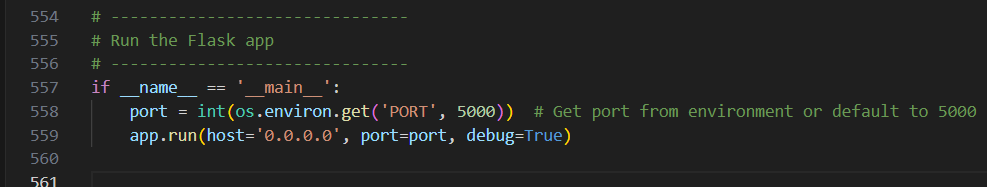 554 # -------------------------------
555 # Run the Flask app
556 # -------------------------------
557 if __name__ == '__main__':
558     port = int(os.environ.get('PORT', 5000))  # Get port from environment or default to 5000
559     app.run(host='0.0.0.0', port=port, debug=True)
560
561